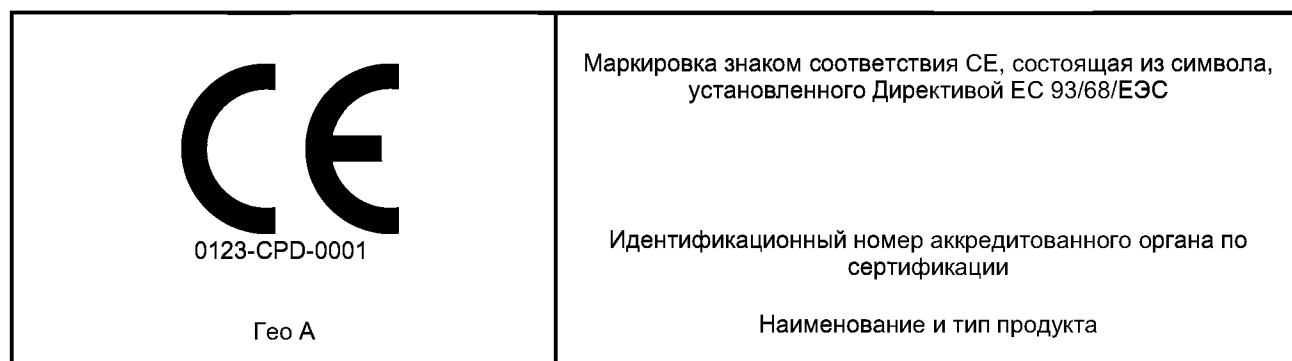 CE
0123-CPD-0001
Гео А
Маркировка знаком соответствия СЕ, состоящая из символа,
установленного Директивой ЕС 93/68/ЕЭС
Идентификационный номер аккредитованного органа по
сертификации
Наименование и тип продукта